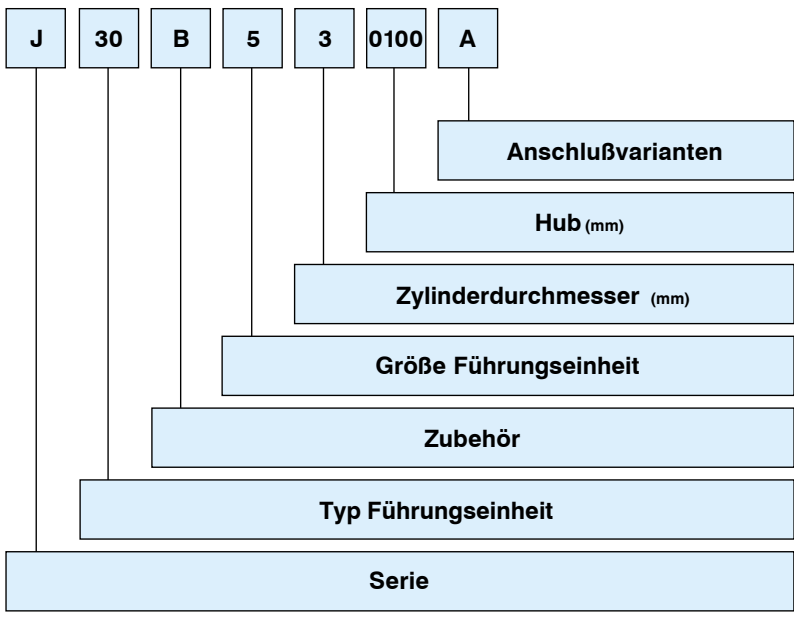 J 30 B 5 3 0100 A
Anschlußvarianten
Hub (mm)
Zylinderdurchmesser (mm)
Größe Führungseinheit
Zubehör
Typ Führungseinheit
Serie